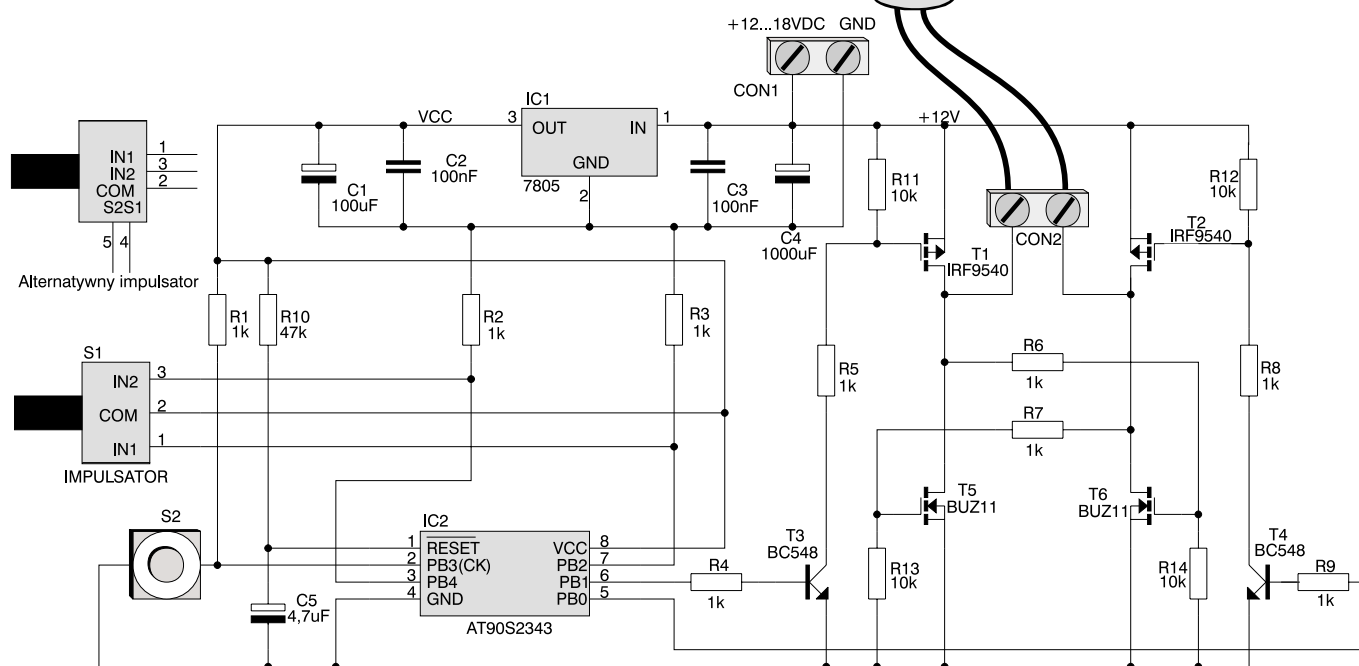 +12...18VDC GND
CON1
IC1
VCC 3 OUT IN 1 +12V
GND
7805
2
IN1 1
IN2 3
COM 2
S2S1
5 4
Alternatywny impulsator
C1
100uF
C2
100nF
C3
100nF
C4
1000uF
R11
10k
R12
10k
CON2
T1
IRF9540
T2
IRF9540
R1
1k
R10
47k
R2
1k
R3
1k
S1
IN2 3
COM 2
IN1 1
IMPULSATOR
R5
1k
R6
1k
R7
1k
R8
1k
T5
BUZ11
T6
BUZ11
S2
IC2
1 RESET VCC 8
2 PB3(CK) PB2 7
3 PB4 PB1 6
4 GND PB0 5
AT90S2343
C5
4,7uF
R4
1k
T3
BC548
R13
10k
R14
10k
T4
BC548
R9
1k